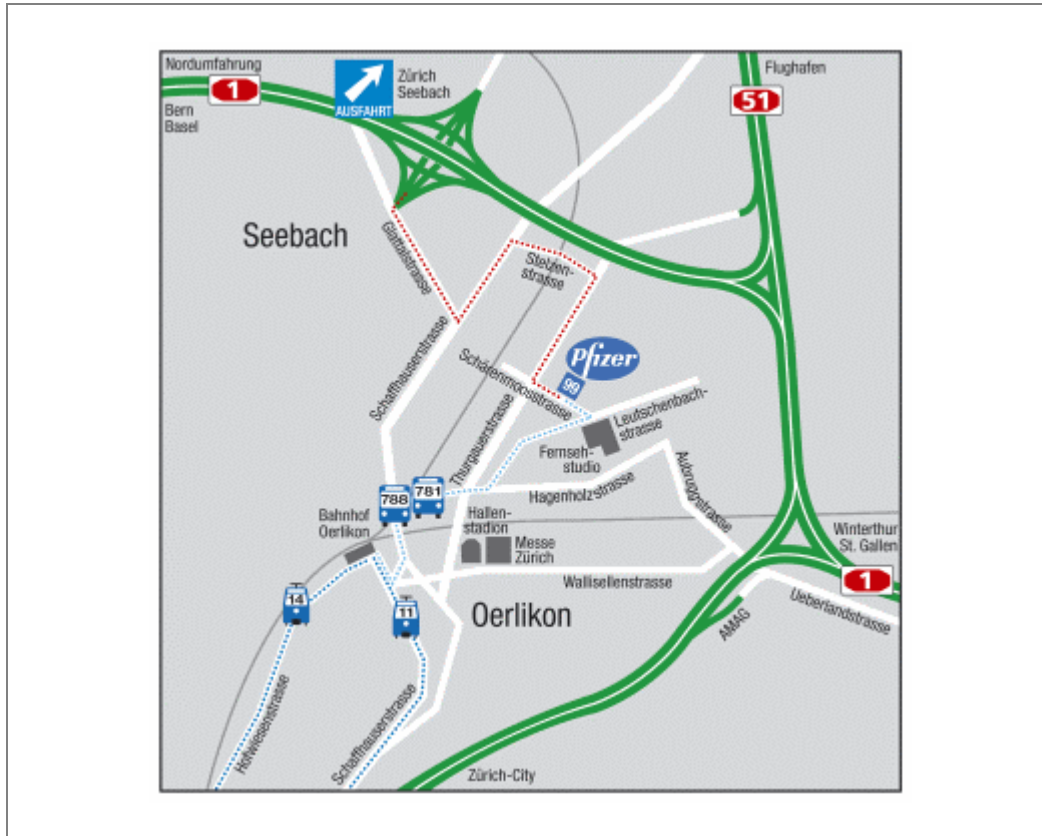 Nordumfahrung
1
Bern
Basel
AUSFAHRT
Zürich
Seebach
Flughafen
51
Seebach
Glattalstrasse
Stelzen-
strasse
Schaffhauserstrasse
Pfizer
99
Schärenmoosstrasse
Thurgauerstrasse
Leutschenbach-
strasse
Fernseh-
studio
Hagenholzstrasse
Aubruggstrasse
788
781
Bahnhof
Oerlikon
Hallen-
stadion
Messe
Zürich
Winterthur
St. Gallen
1
Wallisellenstrasse
Ueberlandstrasse
14
11
Oerlikon
AMAG
Hofwiesenstrasse
Schaffhauserstrasse
Zürich-City